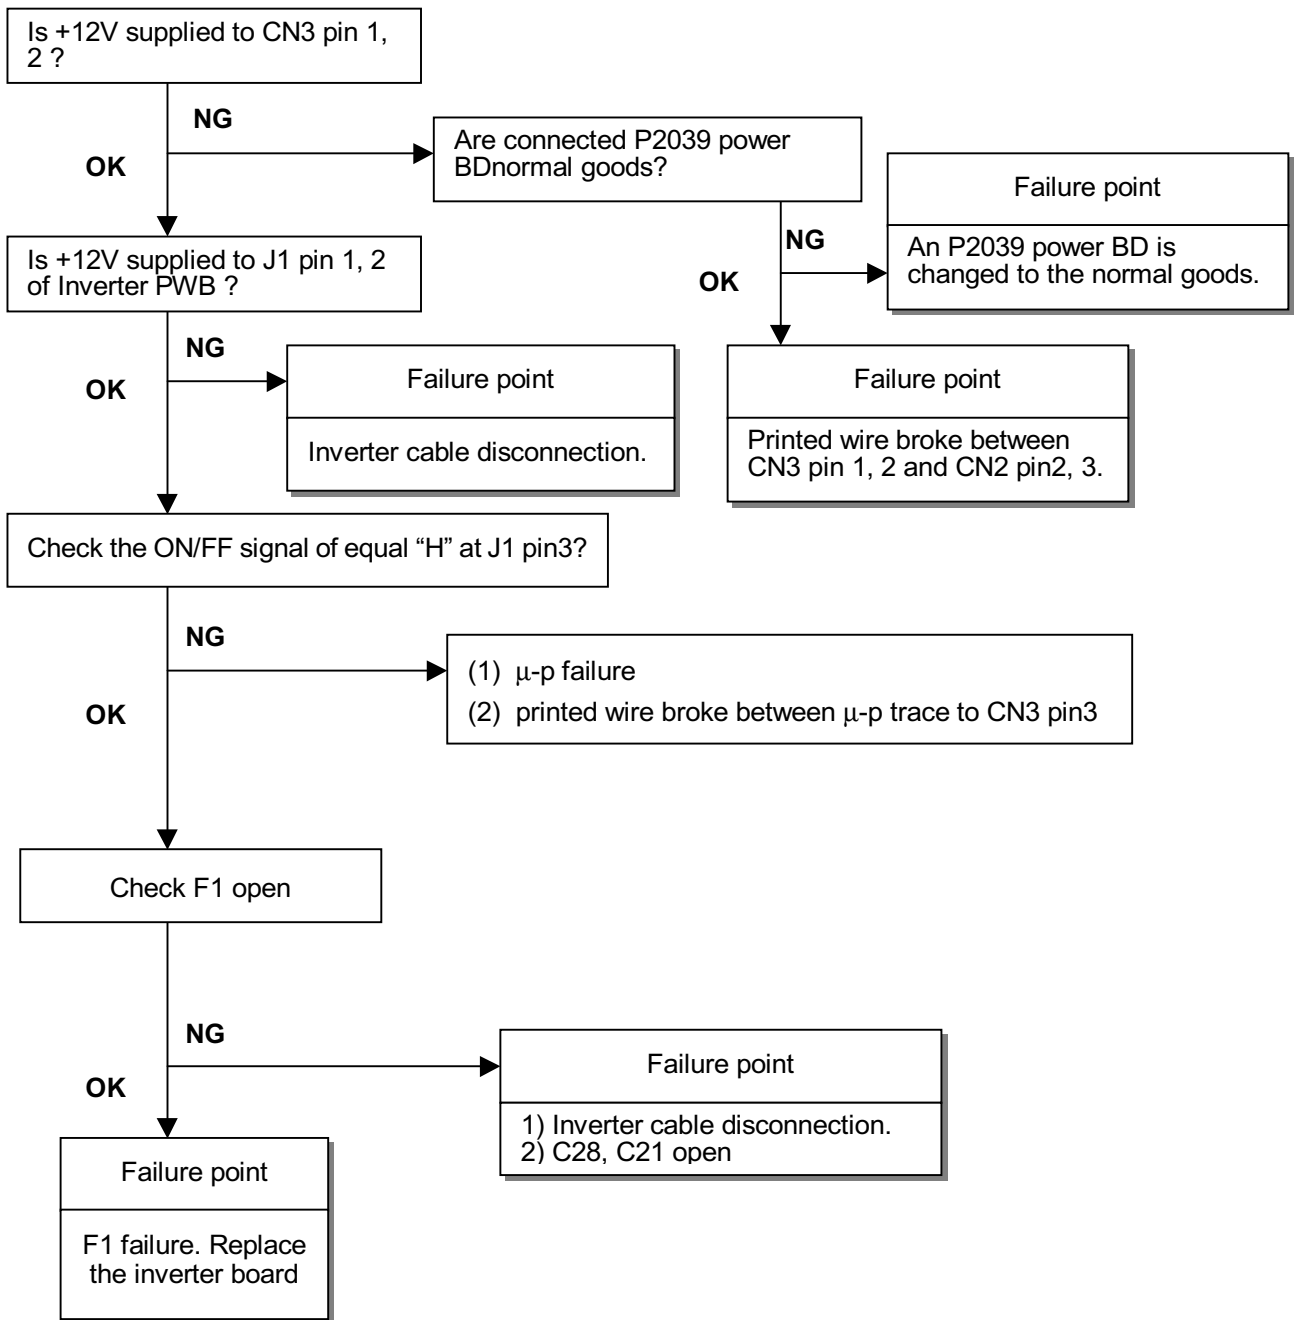 Is +12V supplied to CN3 pin 1,
2 ?
NG
OK
Are connected P2039 power
BDnormal goods?
Failure point
An P2039 power BD is
changed to the normal goods.
NG
OK
Is +12V supplied to J1 pin 1, 2
of Inverter PWB ?
NG
OK
Failure point
Inverter cable disconnection.
Failure point
Printed wire broke between
CN3 pin 1, 2 and CN2 pin2, 3.
Check the ON/FF signal of equal “H” at J1 pin3?
NG
OK
(1) μ-p failure
(2) printed wire broke between μ-p trace to CN3 pin3
Check F1 open
NG
OK
Failure point
1) Inverter cable disconnection.
2) C28, C21 open
Failure point
F1 failure. Replace
the inverter board